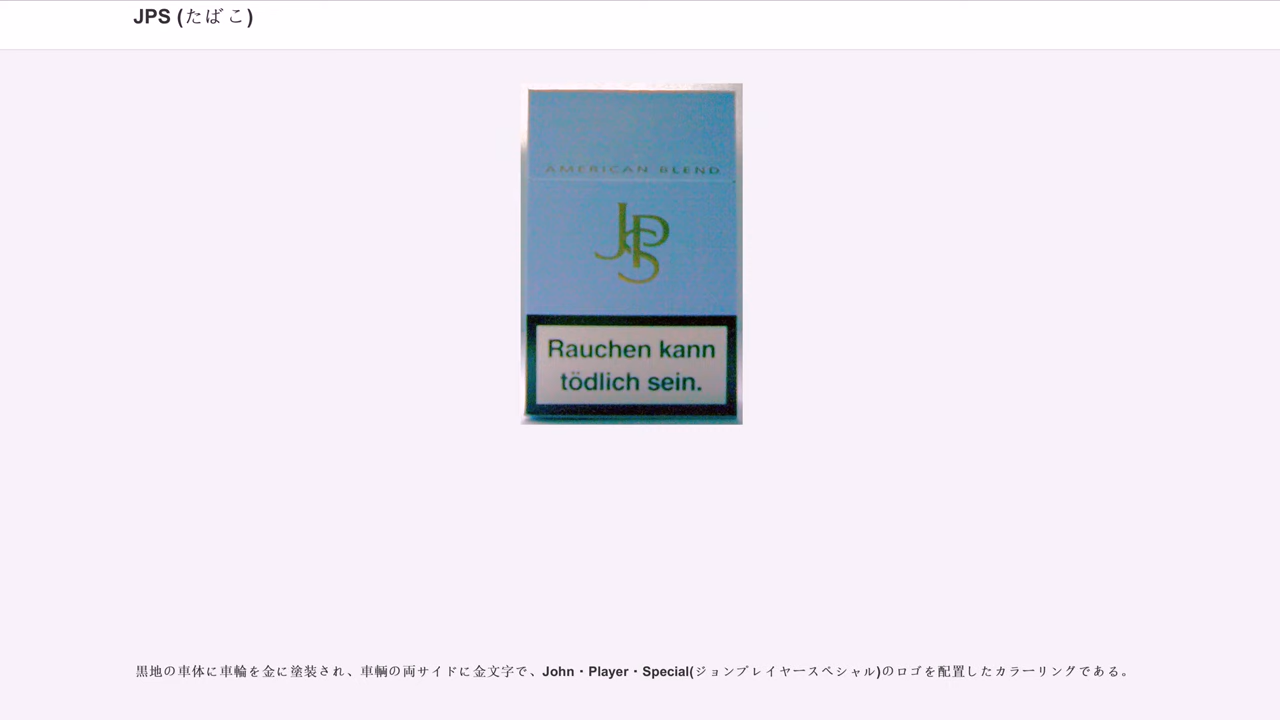 JPS (たばこ)
AMERICAN BLEND
JPS
Rauchen kann
tödlich sein.
黒地の車体に車輪を金に塗装され、車輌の両サイドに金文字で、John・Player・Special(ジョンプレイヤースペシャル)のロゴを配置したカラーリングである。